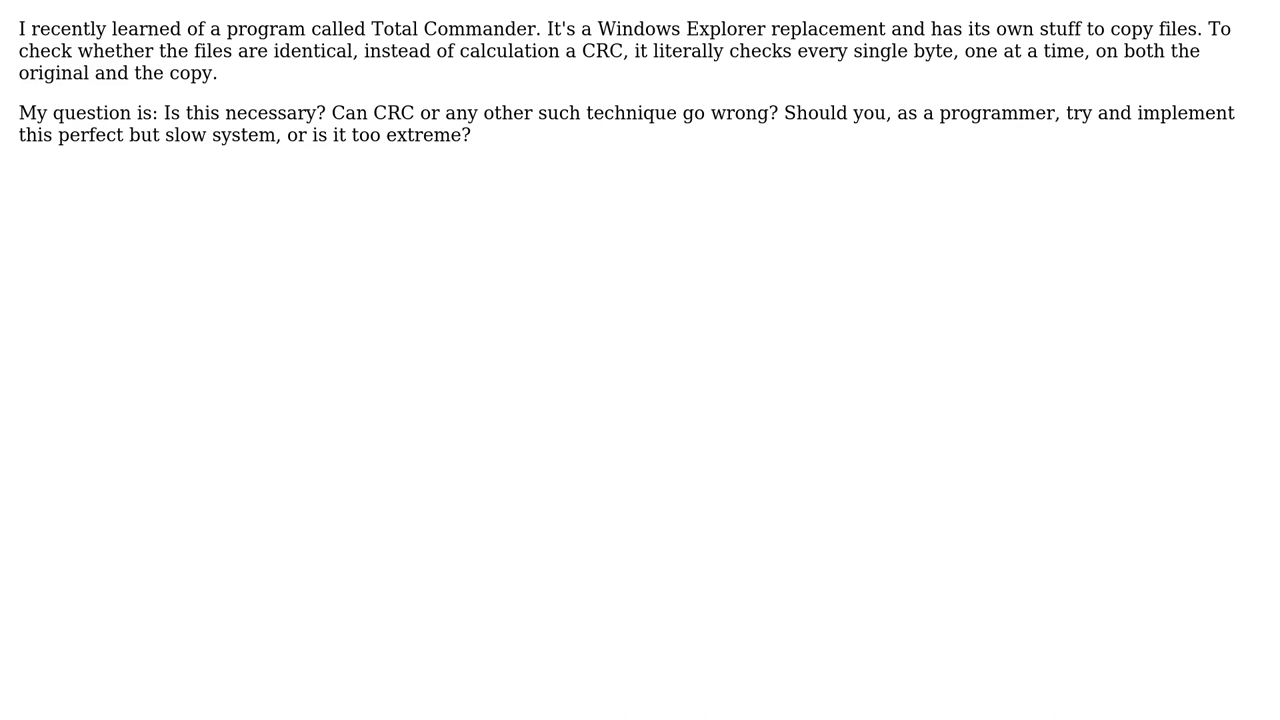 I recently learned of a program called Total Commander. It's a Windows Explorer replacement and has its own stuff to copy files. To
check whether the files are identical, instead of calculation a CRC, it literally checks every single byte, one at a time, on both the
original and the copy.
My question is: Is this necessary? Can CRC or any other such technique go wrong? Should you, as a programmer, try and implement
this perfect but slow system, or is it too extreme?